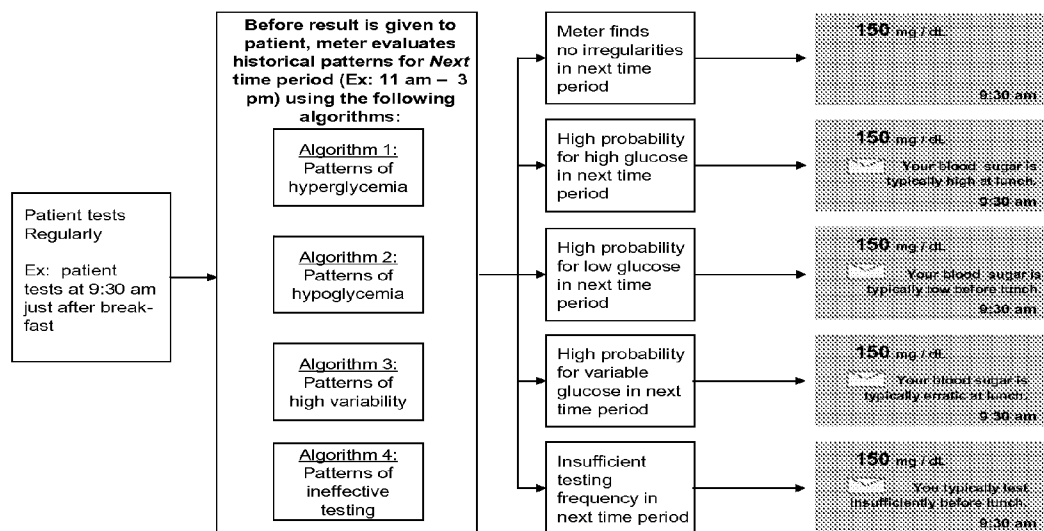 Patient tests
Regularly
Ex: patient
tests at 9:30 am
just after break-
fast
Before result is given to
patient, meter evaluates
historical patterns for Next
time period (Ex: 11 am – 3
pm) using the following
algorithms:
Algorithm 1:
Patterns of
hyperglycemia
Algorithm 2:
Patterns of
hypoglycemia
Algorithm 3:
Patterns of
high variability
Algorithm 4:
Patterns of
ineffective
testing
Meter finds
no irregularities
in next time
period
High probability
for high glucose
in next time
period
High probability
for low glucose
in next time
period
High probability
for variable
glucose in next
time period
Insufficient
testing
frequency in
next time period
150 mg / dL
9:30 am
150 mg / dL
Your blood sugar is
typically high at lunch.
9:30 am
150 mg / dL
Your blood sugar is
typically low before lunch.
9:30 am
150 mg / dL
Your blood sugar is
typically erratic at lunch.
9:30 am
150 mg / dL
You typically test
insufficiently before lunch.
9:30 am